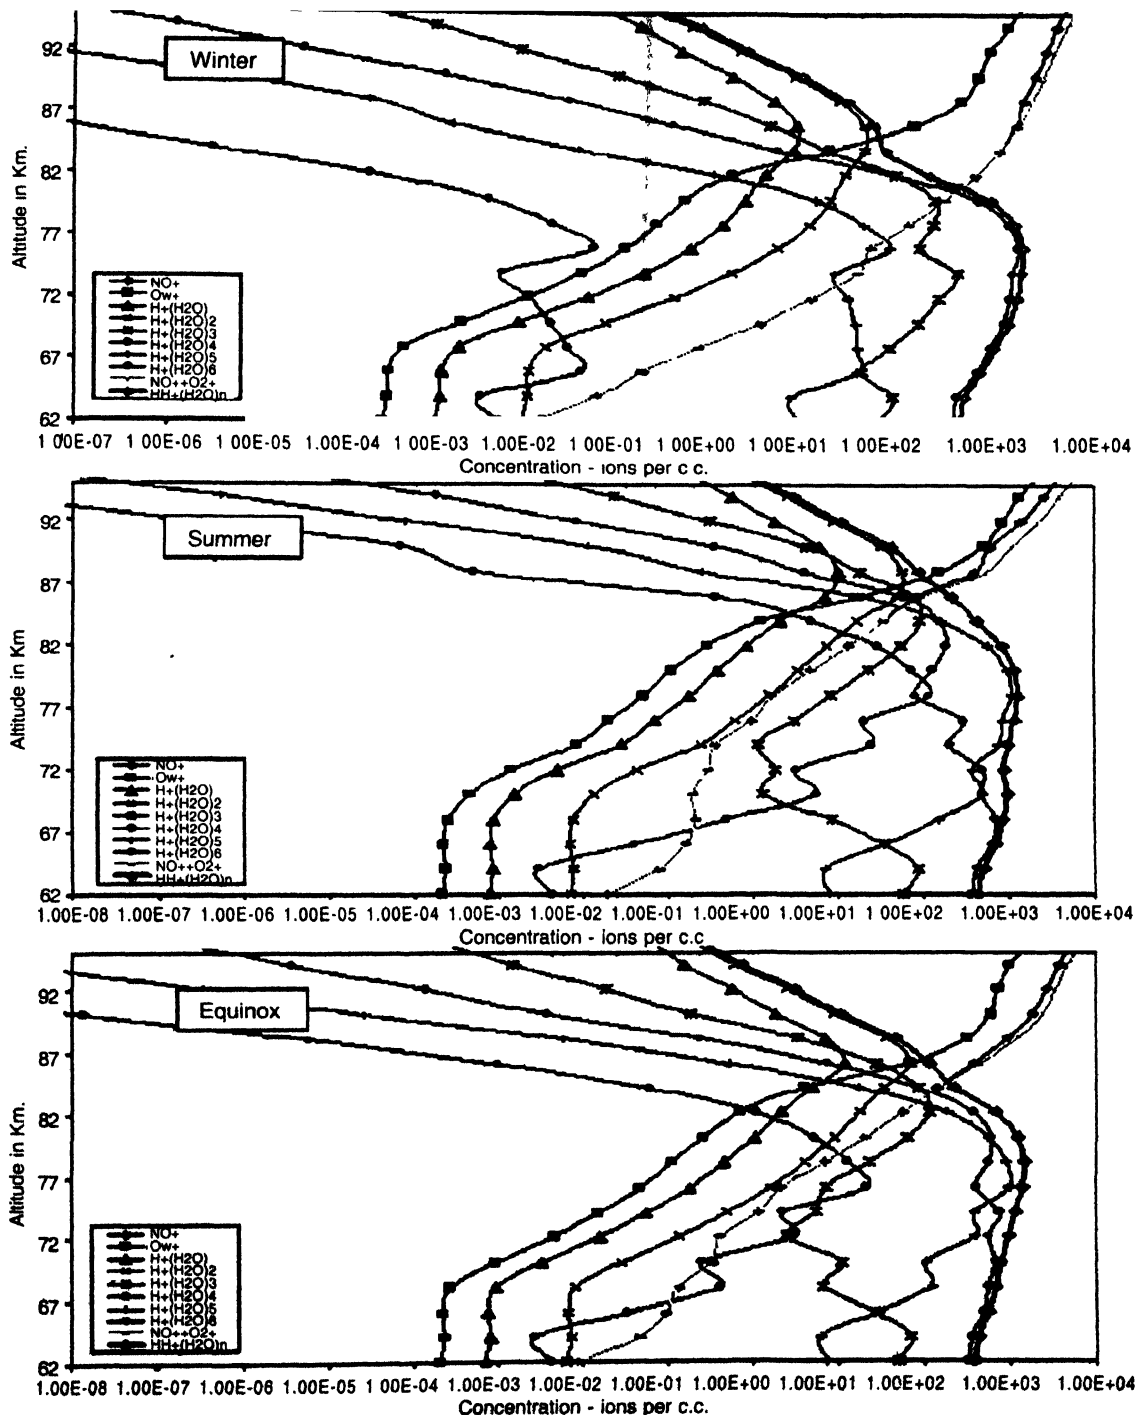 92
Winter
87
82
77
72
67
62
Altitude in Km.
NO+
Ow+
H+(H2O)
H+(H2O)2
H+(H2O)3
H+(H2O)4
H+(H2O)5
H+(H2O)6
NO++O2+
HH+(H2O)n
1 00E-07 1 00E-06 1.00E-05 1.00E-04 1.00E-03 1 00E-02 1 00E-01 1.00E+00 1.00E+01 1 00E+02 1.00E+03 1.00E+04
Concentration - ions per c c.
92
Summer
87
82
77
72
67
62
Altitude in Km
NO+
Ow+
H+(H2O)
H+(H2O)2
H+(H2O)3
H+(H2O)4
H+(H2O)5
H+(H2O)6
NO++O2+
HH+(H2O)n
1.00E-08 1.00E-07 1.00E-06 1.00E-05 1 00E-04 1.00E-03 1.00E-02 1.00E-01 1.00E+00 1.00E+01 1 00E+02 1.00E+03 1.00E+04
Concentration - ions per c.c
92
Equinox
87
82
77
72
67
62
Altitude in Km.
NO+
Ow+
H+(H2O)
H+(H2O)2
H+(H2O)3
H+(H2O)4
H+(H2O)5
H+(H2O)6
NO++O2+
HH+(H2O)n
1.00E-08 1.00E-07 1.00E-06 1.00E-05 1 00E-04 1.00E-03 1.00E-02 1.00E-01 1.00E+00 1.00E+01 1.00E+02 1.00E+03 1.00E+04
Concentration - ions per c.c.